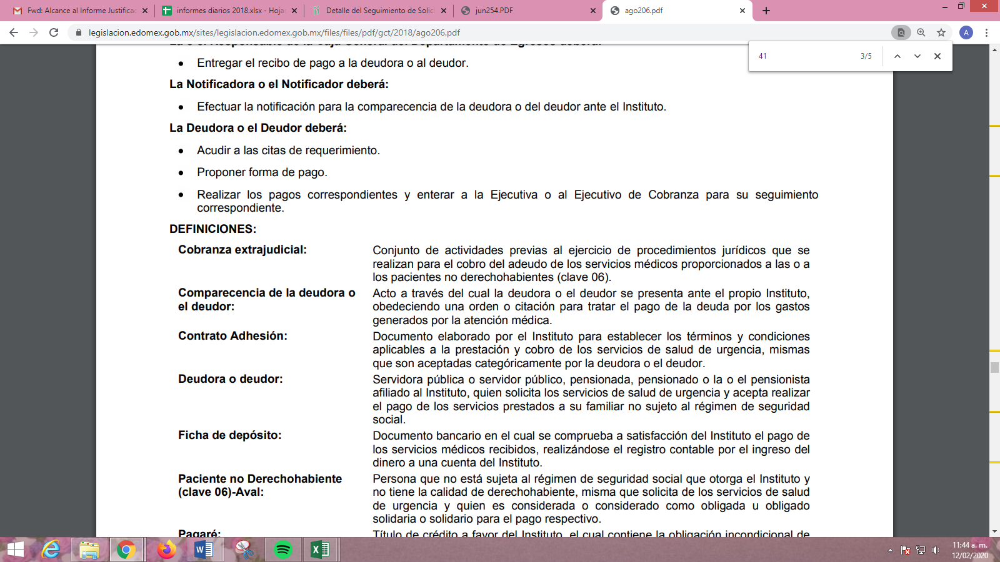 Fwd: Alcance al Informe Justifica
informes diarios 2018.xlsx - Hoja
Detalle del Seguimiento de Solici
jun254.PDF
ago206.pdf
legislacion.edomex.gob.mx/sites/legislacion.edomex.gob.mx/files/files/pdf/gct/2018/ago206.pdf
A
41
3/5
La o el Responsable de la Caja General del Departamento de Egresos deberá:
• Entregar el recibo de pago a la deudora o al deudor.
La Notificadora o el Notificador deberá:
• Efectuar la notificación para la comparecencia de la deudora o del deudor ante el Instituto.
La Deudora o el Deudor deberá:
• Acudir a las citas de requerimiento.
• Proponer forma de pago.
• Realizar los pagos correspondientes y enterar a la Ejecutiva o al Ejecutivo de Cobranza para su seguimiento
correspondiente.
DEFINICIONES:
Cobranza extrajudicial:
Conjunto de actividades previas al ejercicio de procedimientos jurídicos que se
realizan para el cobro del adeudo de los servicios médicos proporcionados a las o a
los pacientes no derechohabientes (clave 06).
Comparecencia de la deudora o
el deudor:
Acto a través del cual la deudora o el deudor se presenta ante el propio Instituto,
obedeciendo una orden o citación para tratar el pago de la deuda por los gastos
generados por la atención médica.
Contrato Adhesión:
Documento elaborado por el Instituto para establecer los términos y condiciones
aplicables a la prestación y cobro de los servicios de salud de urgencia, mismas
que son aceptadas categóricamente por la deudora o el deudor.
Deudora o deudor:
Servidora pública o servidor público, pensionada, pensionado o la o el pensionista
afiliado al Instituto, quien solicita los servicios de salud de urgencia y acepta realizar
el pago de los servicios prestados a su familiar no sujeto al régimen de seguridad
social.
Ficha de depósito:
Documento bancario en el cual se comprueba a satisfacción del Instituto el pago de
los servicios médicos recibidos, realizándose el registro contable por el ingreso del
dinero a una cuenta del Instituto.
Paciente no Derechohabiente
(clave 06)-Aval:
Persona que no está sujeta al régimen de seguridad social que otorga el Instituto y
no tiene la calidad de derechohabiente, misma que solicita de los servicios de salud
de urgencia y quien es considerada o considerado como obligada u obligado
solidaria o solidario para el pago respectivo.
Pagaré:
Título de crédito a favor del Instituto, el cual contiene la obligación incondicional de
11:44 a. m.
12/02/2020